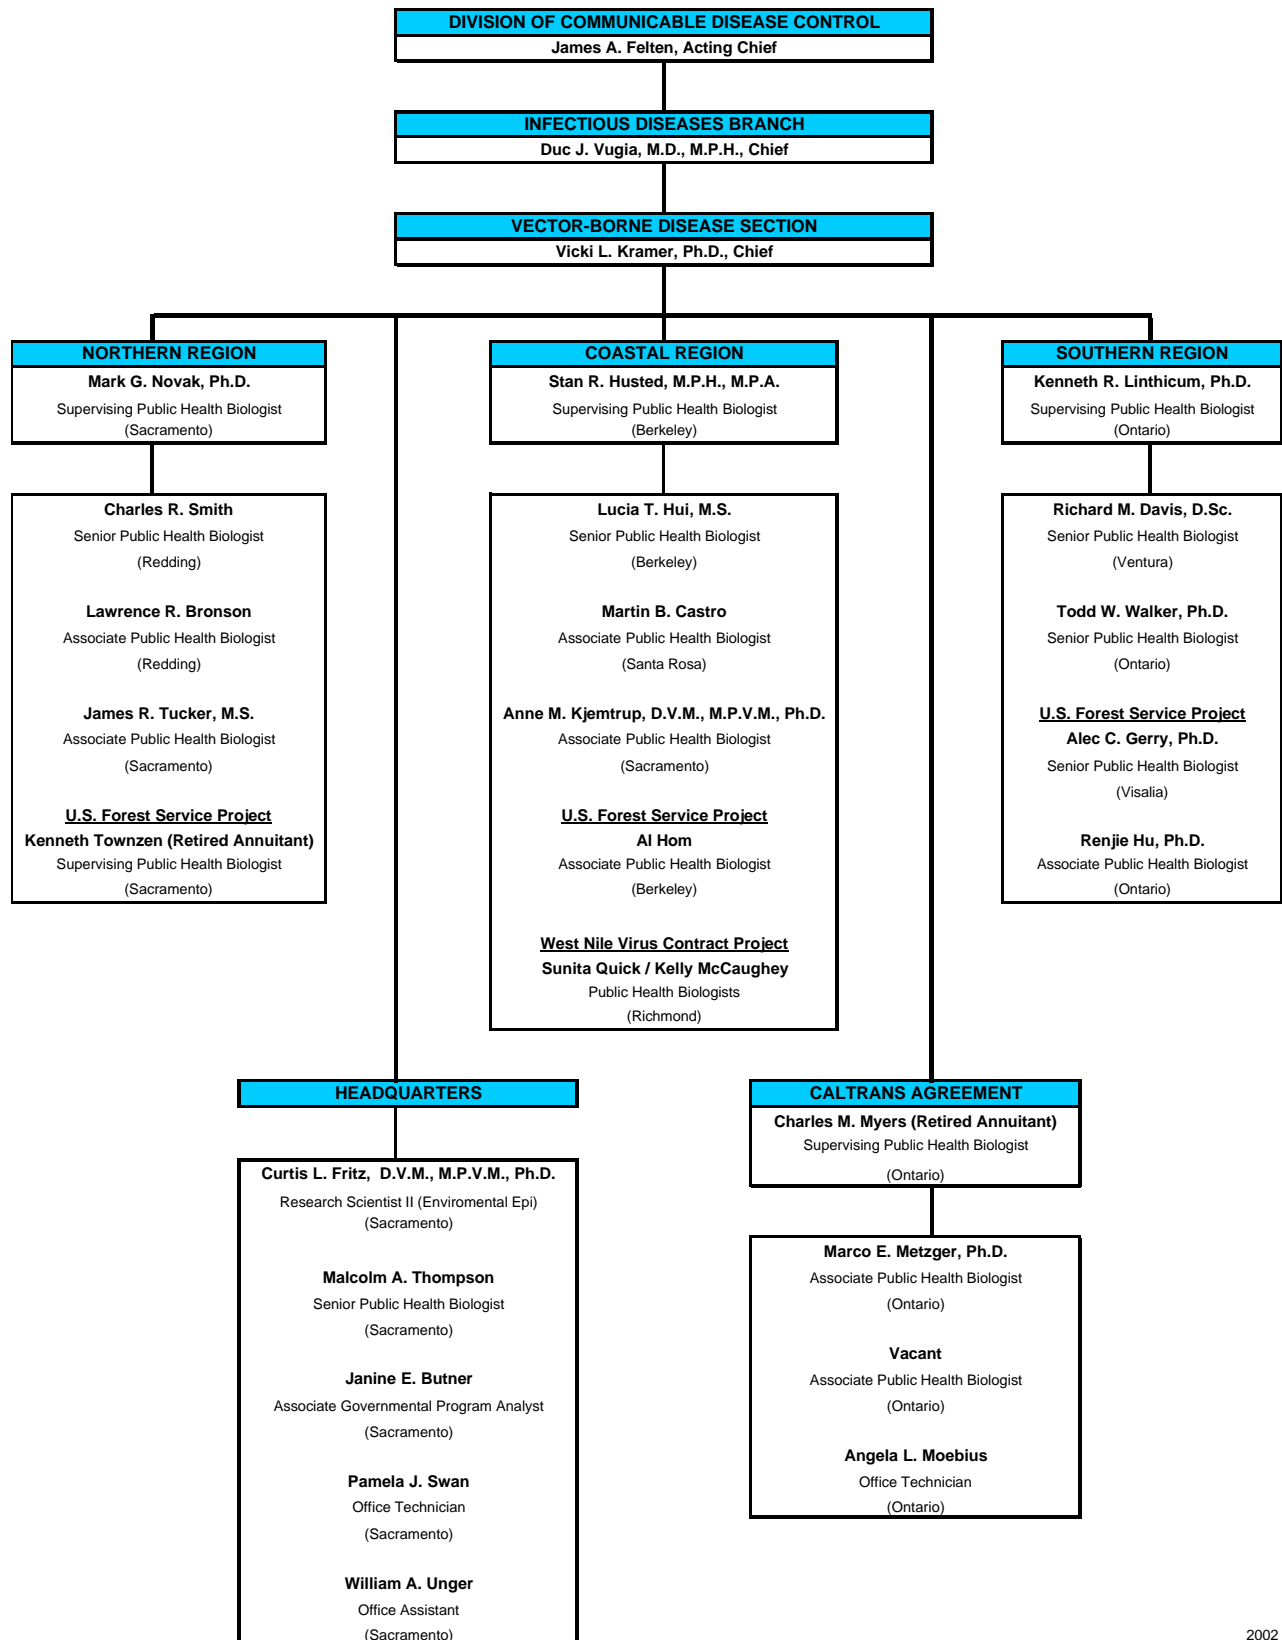 DIVISION OF COMMUNICABLE DISEASE CONTROL
James A. Felten, Acting Chief
INFECTIOUS DISEASES BRANCH
Duc J. Vugia, M.D., M.P.H., Chief
VECTOR-BORNE DISEASE SECTION
Vicki L. Kramer, Ph.D., Chief
NORTHERN REGION
Mark G. Novak, Ph.D.
Supervising Public Health Biologist
(Sacramento)
Charles R. Smith
Senior Public Health Biologist
(Redding)
Lawrence R. Bronson
Associate Public Health Biologist
(Redding)
James R. Tucker, M.S.
Associate Public Health Biologist
(Sacramento)
U.S. Forest Service Project
Kenneth Townzen (Retired Annuitant)
Supervising Public Health Biologist
(Sacramento)
COASTAL REGION
Stan R. Husted, M.P.H., M.P.A.
Supervising Public Health Biologist
(Berkeley)
Lucia T. Hui, M.S.
Senior Public Health Biologist
(Berkeley)
Martin B. Castro
Associate Public Health Biologist
(Santa Rosa)
Anne M. Kjemtrup, D.V.M., M.P.V.M., Ph.D.
Associate Public Health Biologist
(Sacramento)
U.S. Forest Service Project
Al Hom
Associate Public Health Biologist
(Berkeley)
West Nile Virus Contract Project
Sunita Quick / Kelly McCaughey
Public Health Biologists
(Richmond)
SOUTHERN REGION
Kenneth R. Linthicum, Ph.D.
Supervising Public Health Biologist
(Ontario)
Richard M. Davis, D.Sc.
Senior Public Health Biologist
(Ventura)
Todd W. Walker, Ph.D.
Senior Public Health Biologist
(Ontario)
U.S. Forest Service Project
Alec C. Gerry, Ph.D.
Senior Public Health Biologist
(Visalia)
Renjie Hu, Ph.D.
Associate Public Health Biologist
(Ontario)
HEADQUARTERS
Curtis L. Fritz,  D.V.M., M.P.V.M., Ph.D.
Research Scientist II (Enviromental Epi)
(Sacramento)
Malcolm A. Thompson
Senior Public Health Biologist
(Sacramento)
Janine E. Butner
Associate Governmental Program Analyst
(Sacramento)
Pamela J. Swan
Office Technician
(Sacramento)
William A. Unger
Office Assistant
(Sacramento)
CALTRANS AGREEMENT
Charles M. Myers (Retired Annuitant)
Supervising Public Health Biologist
(Ontario)
Marco E. Metzger, Ph.D.
Associate Public Health Biologist
(Ontario)
Vacant
Associate Public Health Biologist
(Ontario)
Angela L. Moebius
Office Technician
(Ontario)
2002